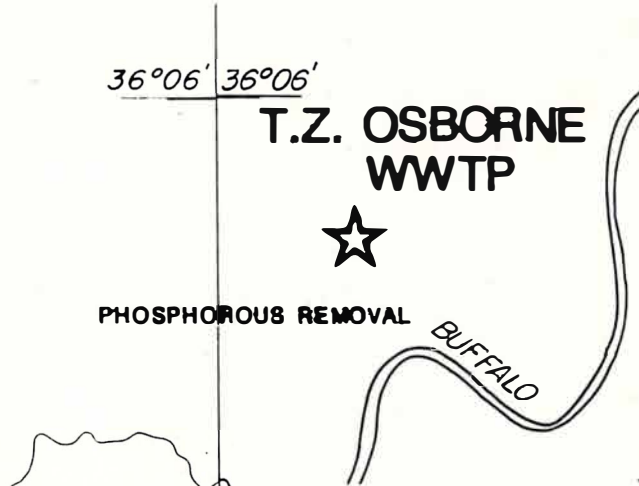 36°06' 36°06'
T.Z. OSBORNE
WWTP
PHOSPHOROUS REMOVAL
BUFFALO